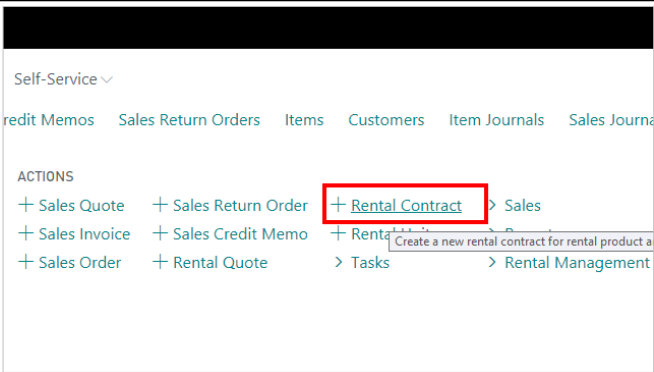 Self-Service
redit Memos Sales Return Orders Items Customers Item Journals Sales Journa
ACTIONS
+ Sales Quote + Sales Return Order + Rental Contract > Sales
+ Sales Invoice + Sales Credit Memo + Rental
Create a new rental contract for rental product a
+ Sales Order + Rental Quote > Tasks > Rental Management